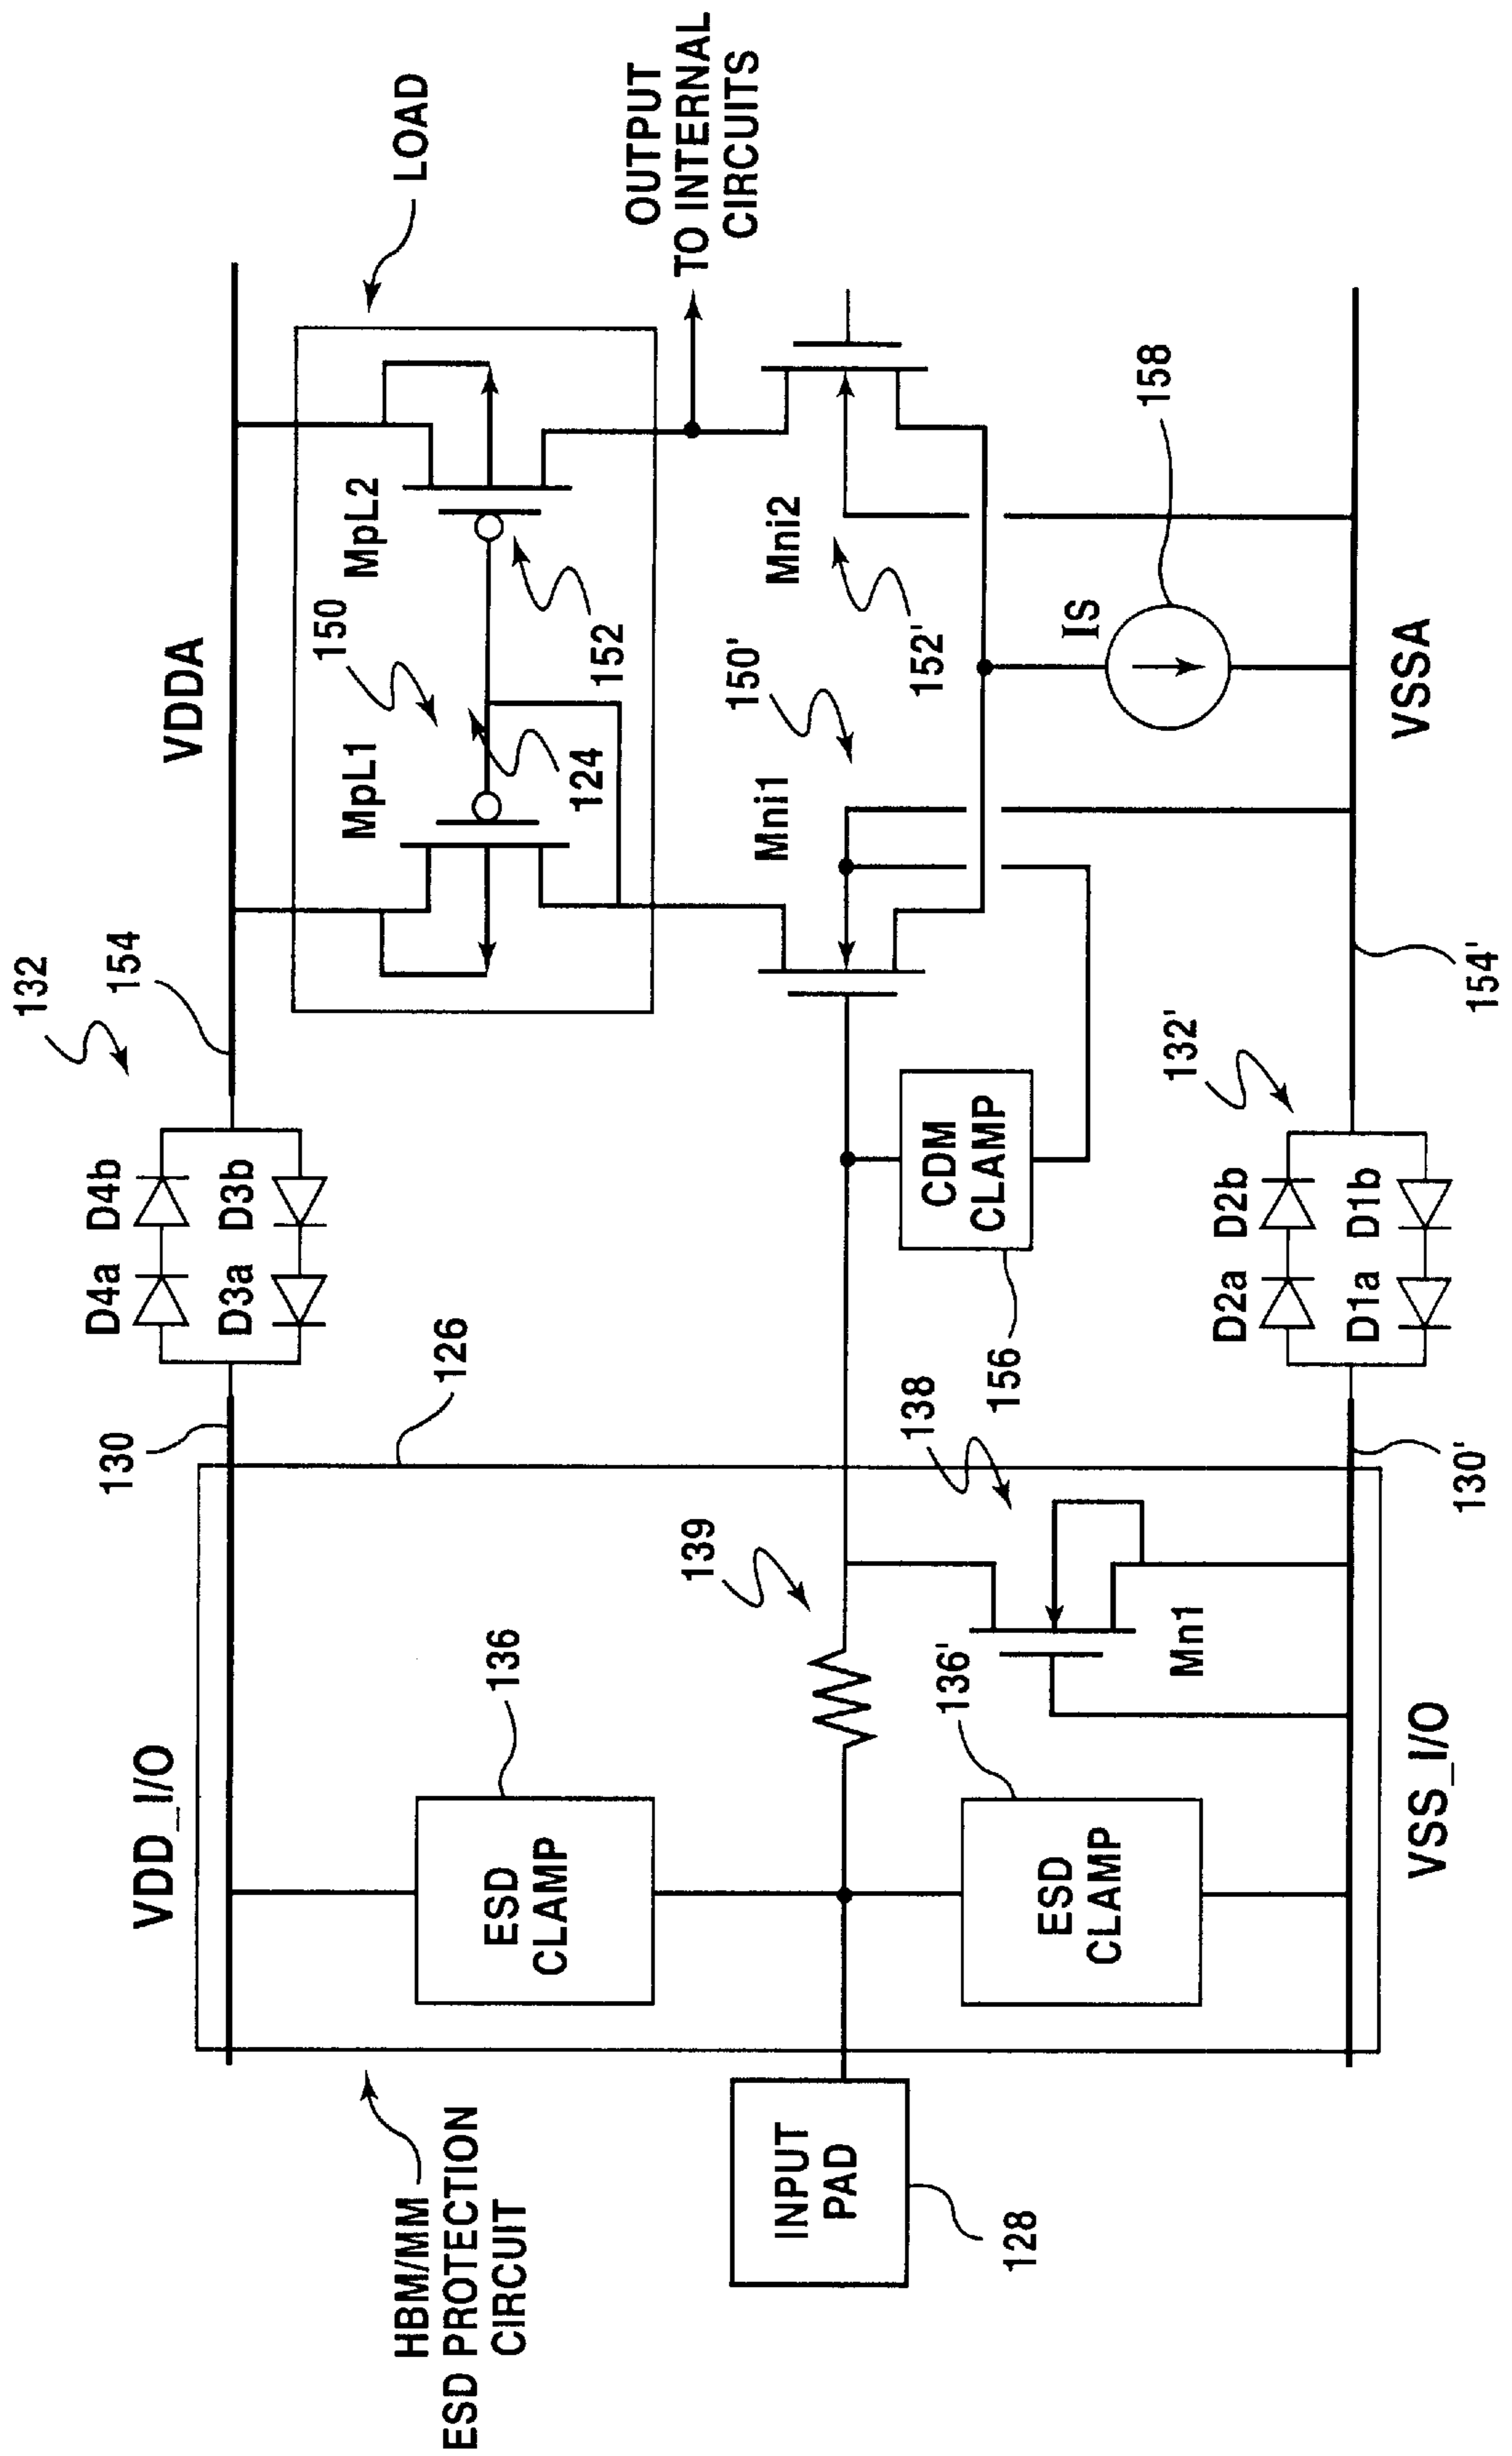 HBM/MM
ESD PROTECTION
CIRCUIT
INPUT
PAD
128
VDD_I/O
ESD
CLAMP
136
ESD
CLAMP
136'
139
138
Mn1
VSS_I/O
130
126
130'
D4a
D4b
D3a
D3b
132
154
VDDA
D2a
D2b
D1a
D1b
132'
154'
VSSA
CDM
CLAMP
156
MpL1
MpL2
150
124
152
LOAD
Mni1
150'
Mni2
152'
IS
158
OUTPUT
TO INTERNAL
CIRCUITS